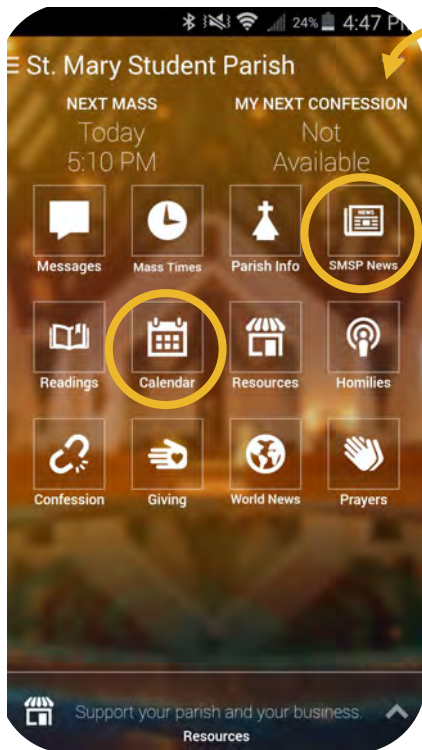 24% 4:47 PM
St. Mary Student Parish
NEXT MASS
Today
5:10 PM
MY NEXT CONFESSION
Not
Available
Messages
Mass Times
Parish Info
NEWS
SMSP News
Readings
Calendar
Resources
Homilies
Confession
Giving
World News
Prayers
Support your parish and your business.
Resources